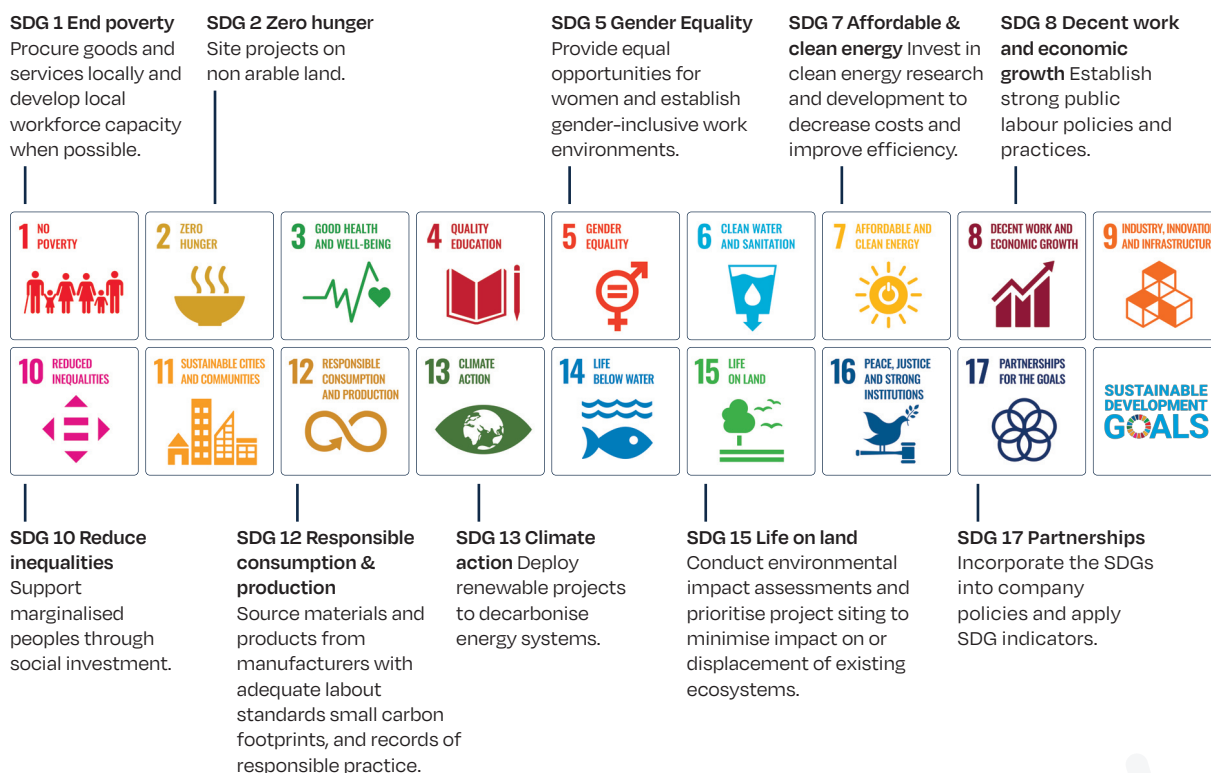 SDG 1 End poverty
Procure goods and
services locally and
develop local
workforce capacity
when possible.
SDG 2 Zero hunger
Site projects on
non arable land.
SDG 5 Gender Equality
Provide equal
opportunities for
women and establish
gender-inclusive work
environments.
SDG 7 Affordable &
clean energy Invest in
clean energy research
and development to
decrease costs and
improve efficiency.
SDG 8 Decent work
and economic
growth Establish
strong public
labour policies and
practices.
1 NO
POVERTY
2 ZERO
HUNGER
3 GOOD HEALTH
AND WELL-BEING
4 QUALITY
EDUCATION
5 GENDER
EQUALITY
6 CLEAN WATER
AND SANITATION
7 AFFORDABLE AND
CLEAN ENERGY
8 DECENT WORK AND
ECONOMIC GROWTH
9 INDUSTRY, INNOVATIO
AND INFRASTRUCTUR
10 REDUCED
INEQUALITIES
11 SUSTAINABLE CITIES
AND COMMUNITIES
12 RESPONSIBLE
CONSUMPTION
AND PRODUCTION
13 CLIMATE
ACTION
14 LIFE
BELOW WATER
15 LIFE
ON LAND
16 PEACE, JUSTICE
AND STRONG
INSTITUTIONS
17 PARTNERSHIPS
FOR THE GOALS
SUSTAINABLE
DEVELOPMENT
GOALS
SDG 10 Reduce
inequalities
Support
marginalised
peoples through
social investment.
SDG 12 Responsible
consumption &
production
Source materials and
products from
manufacturers with
adequate labout
standards small carbon
footprints, and records of
responsible practice.
SDG 13 Climate
action Deploy
renewable projects
to decarbonise
energy systems.
SDG 15 Life on land
Conduct environmental
impact assessments and
prioritise project siting to
minimise impact on or
displacement of existing
ecosystems.
SDG 17 Partnerships
Incorporate the SDGs
into company
policies and apply
SDG indicators.